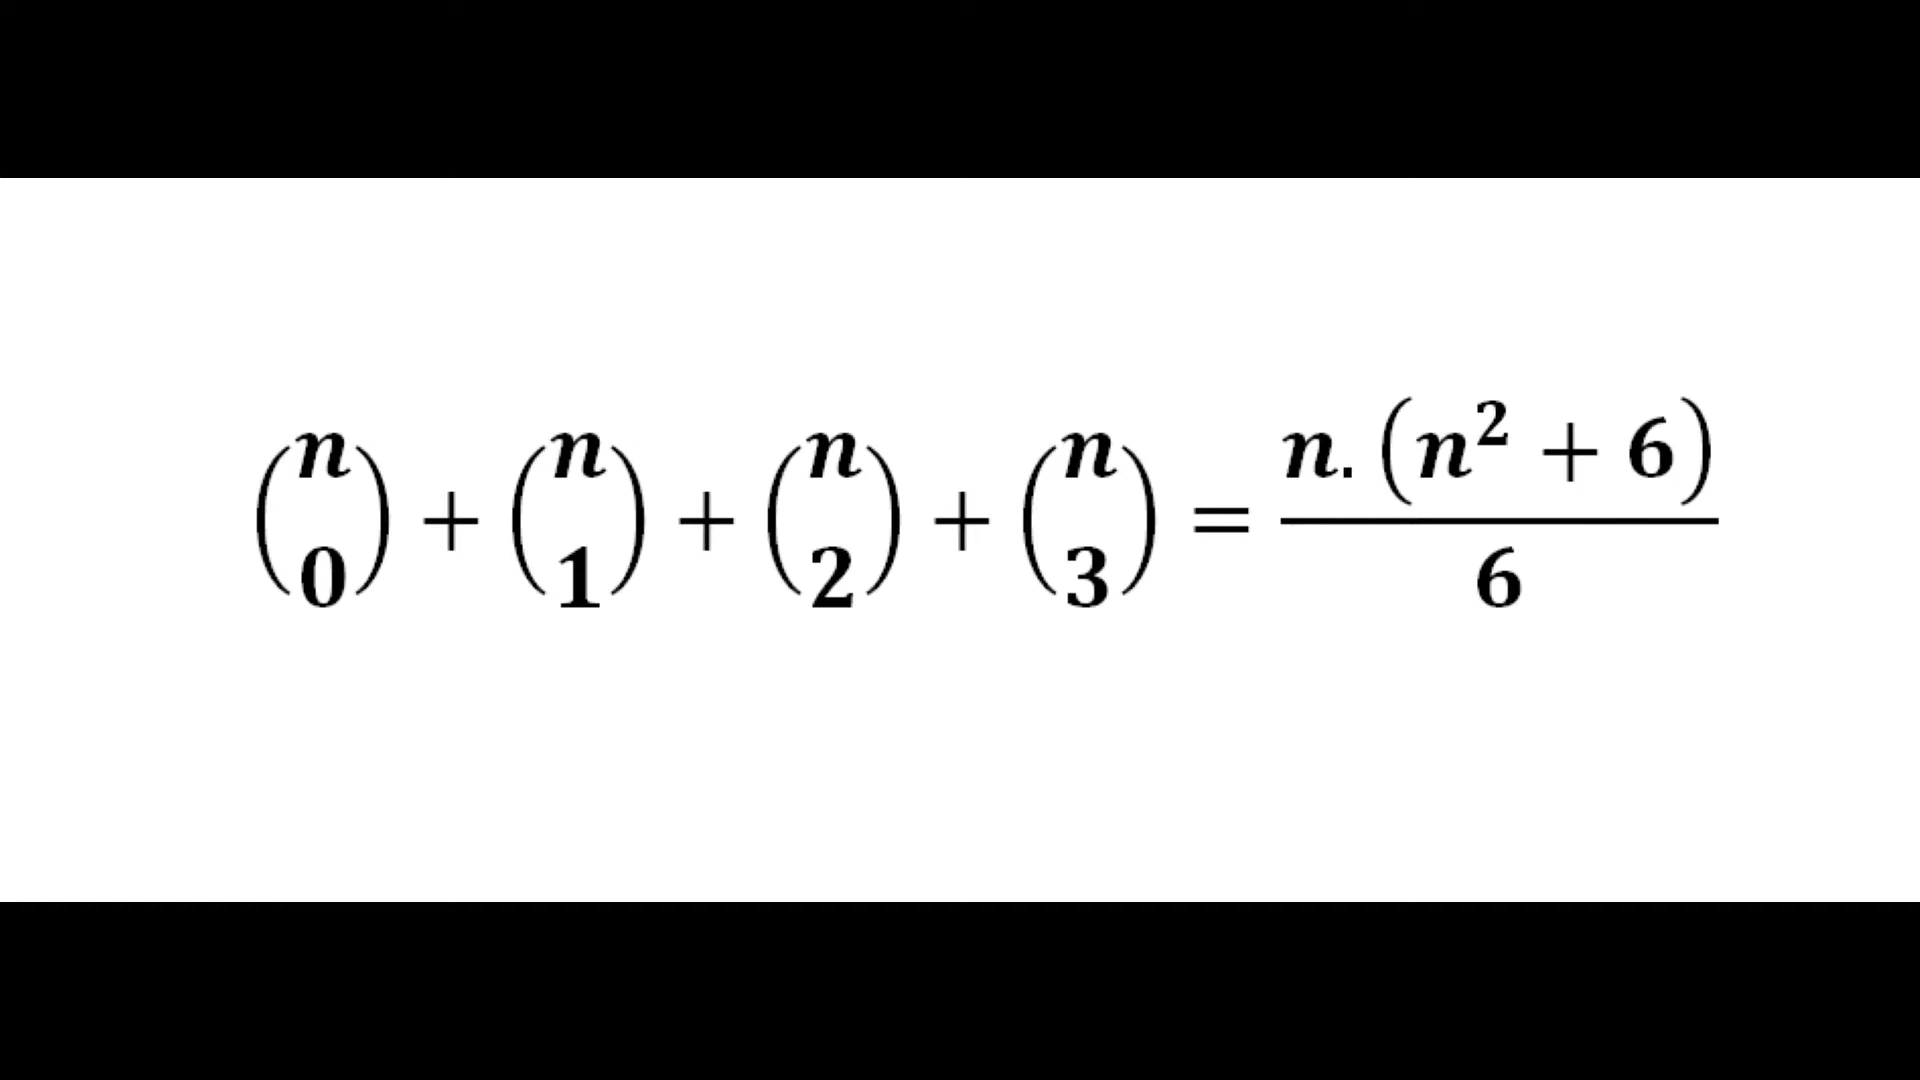 (n 0) + (n 1) + (n 2) + (n 3) = n. (n² + 6) / 6